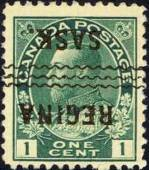 CANADA POSTAGE
SASK
REGINA
1 ONE CENT 1